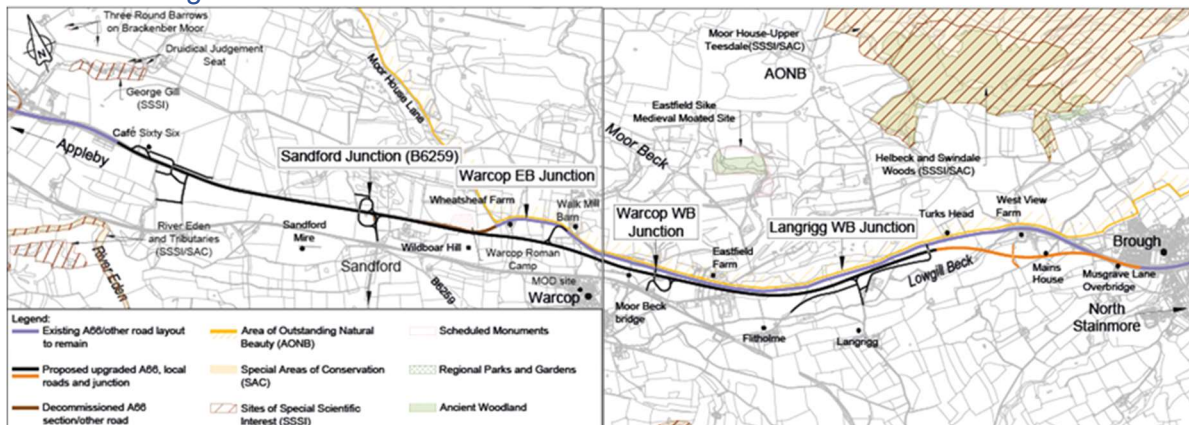 Three Round Barrows
on Brackenber Moor
Druidical Judgement
Seat
George Gill
(SSSI)
N
Café Sixty Six
Appleby
Moor House Lane
Sandford Junction (B6259)
Warcop EB Junction
Wheatsheaf Farm
Walk Mill
Barn
River Eden
and Tributaries
(SSSI/SAC)
River Eden
Sandford
Mire
Wildboar Hill
Sandford
Warcop Roman
Camp
B6259
MOD site
Warcop
Moor House-Upper
Teesdale(SSSI/SAC)
AONB
Eastfield Sike
Medieval Moated Site
Moor Beck
Helbeck and Swindale
Woods (SSSI/SAC)
Warcop WB
Junction
Langrigg WB Junction
Turks Head
West View
Farm
Brough
Eastfield
Farm
Lowgill Beck
Mains
House
Musgrave Lane
Overbridge
Moor Beck
bridge
Flitholme
Langrigg
North
Stainmore
Legend:
Existing A66/other road layout
to remain
Area of Outstanding Natural
Beauty (AONB)
Scheduled Monuments
Proposed upgraded A66, local
roads and junction
Special Areas of Conservation
(SAC)
Regional Parks and Gardens
Decommissioned A66
section/other road
Sites of Special Scientific
Interest (SSSI)
Ancient Woodland